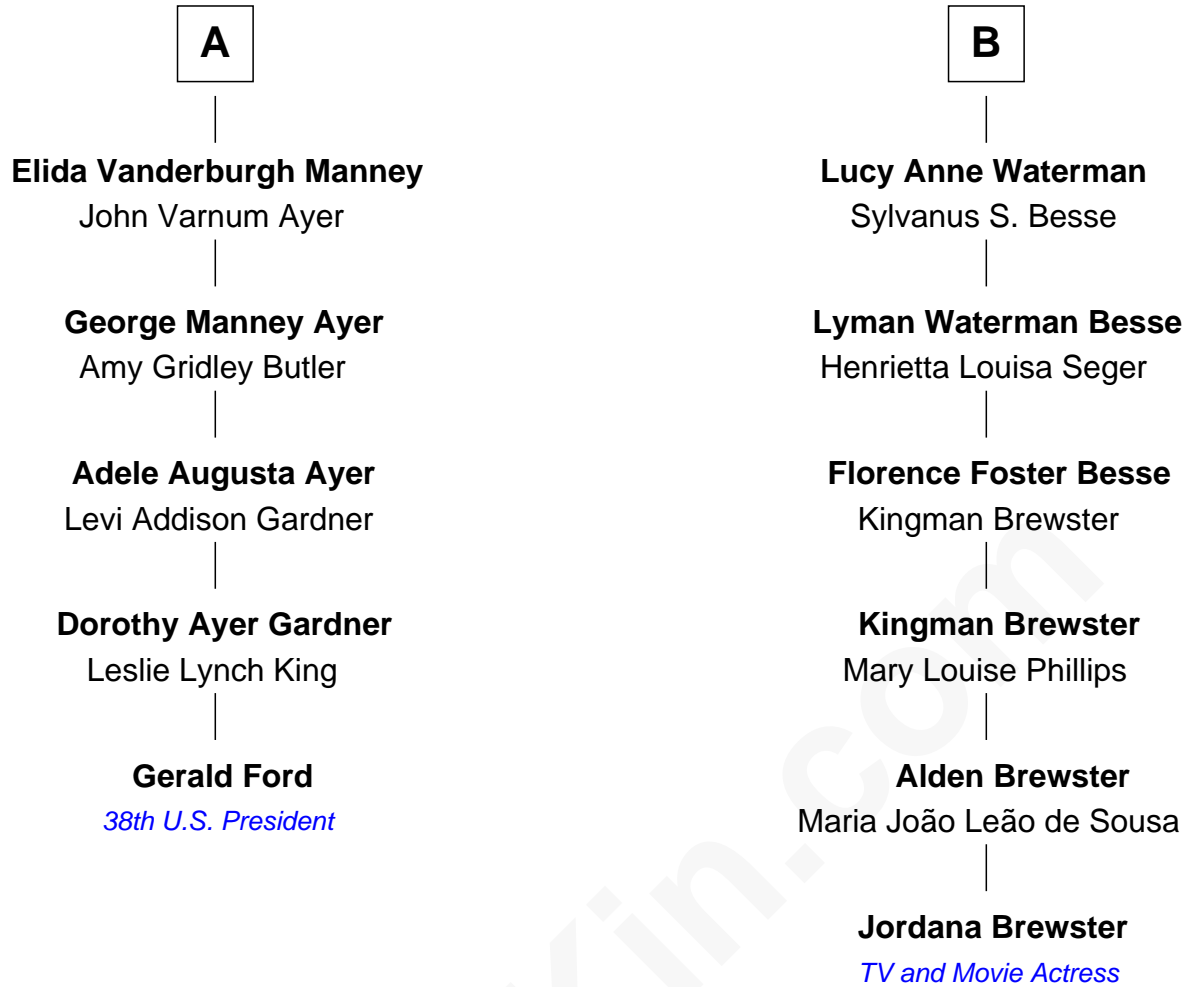 A
Elida Vanderburgh Manney
John Varnum Ayer
George Manney Ayer
Amy Gridley Butler
Adele Augusta Ayer
Levi Addison Gardner
Dorothy Ayer Gardner
Leslie Lynch King
Gerald Ford
38th U.S. President
B
Lucy Anne Waterman
Sylvanus S. Besse
Lyman Waterman Besse
Henrietta Louisa Seger
Florence Foster Besse
Kingman Brewster
Kingman Brewster
Mary Louise Phillips
Alden Brewster
Maria João Leão de Sousa
Jordana Brewster
TV and Movie Actress